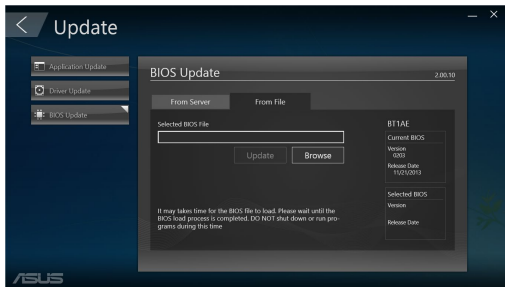 Update
Application Update
Driver Update
BIOS Update
BIOS Update
2.00.10
From Server
From File
Selected BIOS File
Update
Browse
It may takes time for the BIOS file to load. Please wait until the
BIOS load process is completed. DO NOT shut down or run pro-
grams during this time
BT1AE
Current BIOS
Version
0203
Release Date
11/21/2013
Selected BIOS
Version
Release Date
ASUS